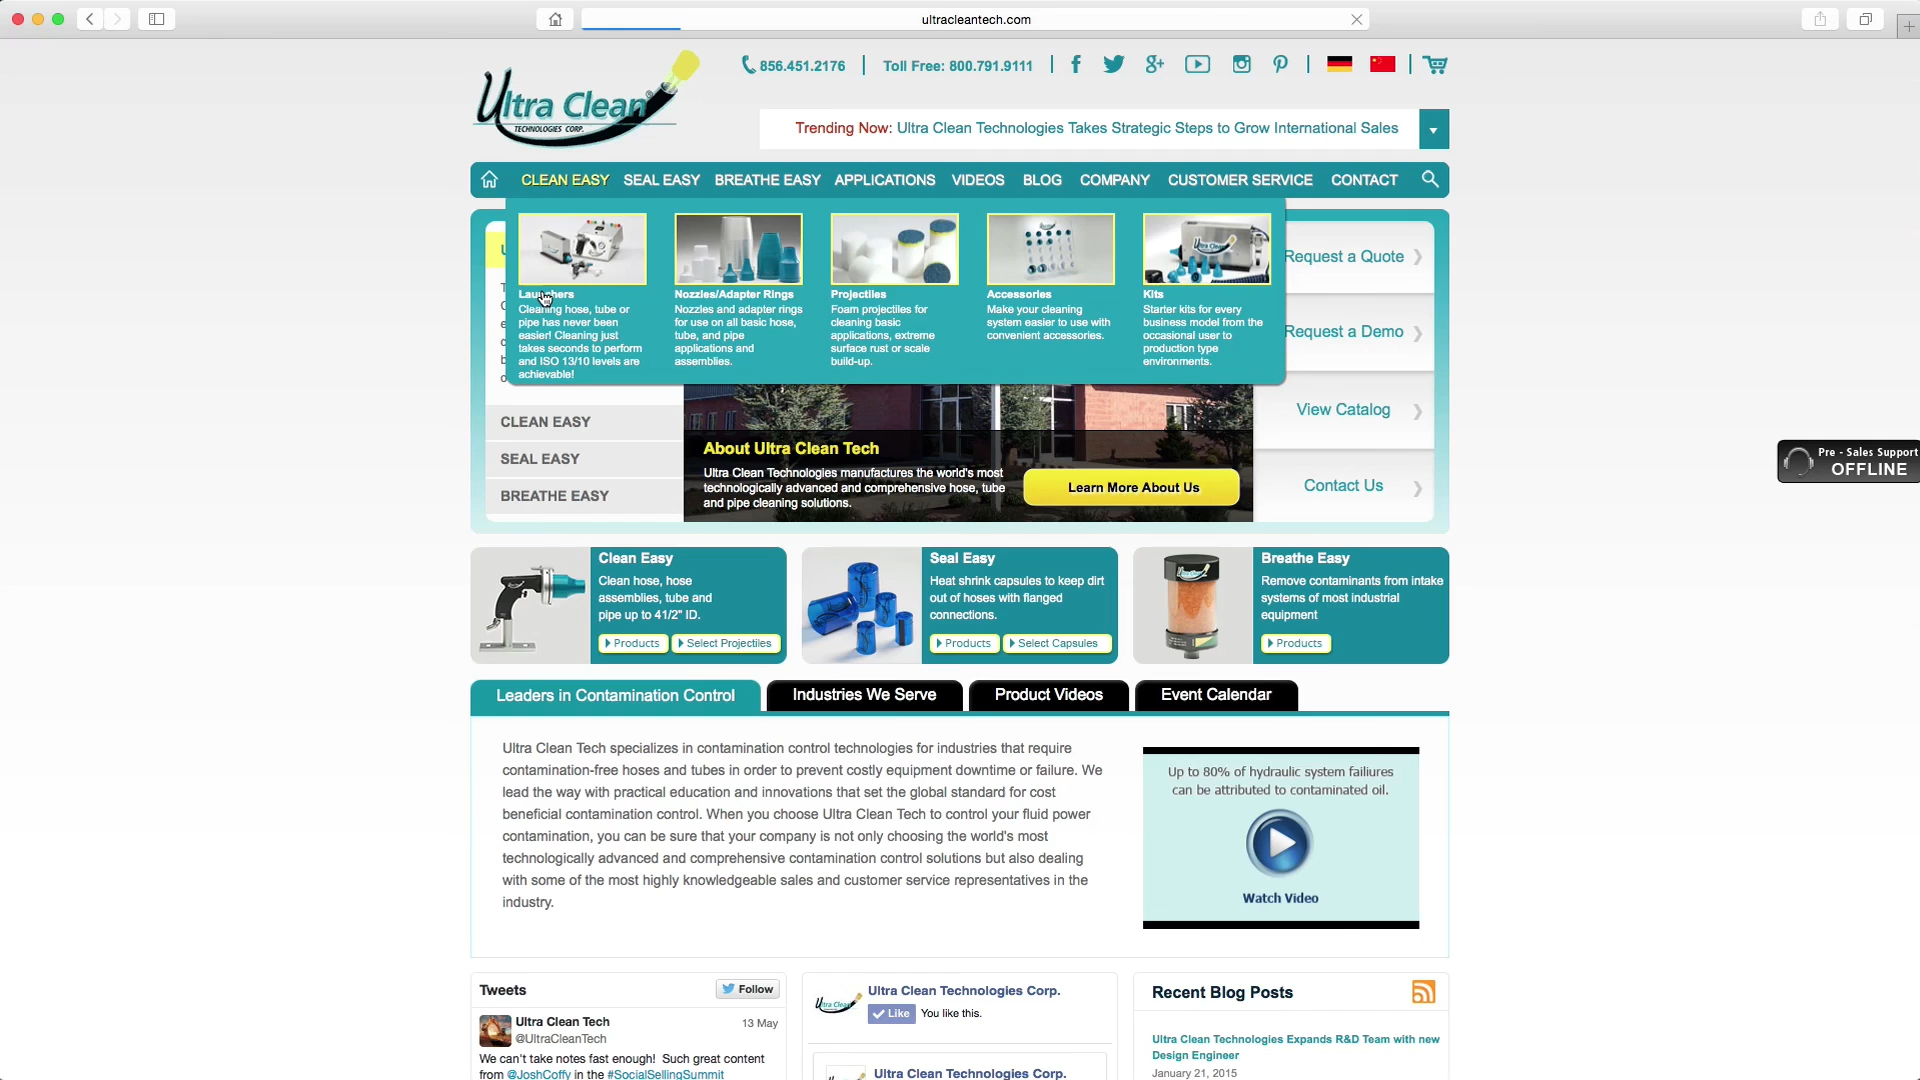 ultracleantech.com
Ultra Clean®
TECHNOLOGIES CORP.
856.451.2176
Toll Free: 800.791.9111
Trending Now: Ultra Clean Technologies Takes Strategic Steps to Grow International Sales
CLEAN EASY SEAL EASY BREATHE EASY APPLICATIONS VIDEOS BLOG COMPANY CUSTOMER SERVICE CONTACT
Launchers
Cleaning hose, tube or
pipe has never been
easier! Cleaning just
takes seconds to perform
and ISO 13/10 levels are
achievable!
Nozzles/Adapter Rings
Nozzles and adapter rings
for use on all basic hose,
tube, and pipe
applications and
assemblies.
Projectiles
Foam projectiles for
cleaning basic
applications, extreme
surface rust or scale
build-up.
Accessories
Make your cleaning
system easier to use with
convenient accessories.
Kits
Starter kits for every
business model from the
occasional user to
production type
environments.
Request a Quote
Request a Demo
View Catalog
Contact Us
CLEAN EASY
SEAL EASY
BREATHE EASY
About Ultra Clean Tech
Ultra Clean Technologies manufactures the world's most
technologically advanced and comprehensive hose, tube
and pipe cleaning solutions.
Learn More About Us
Pre - Sales Support
OFFLINE
Clean Easy
Clean hose, hose
assemblies, tube and
pipe up to 41/2" ID.
Products Select Projectiles
Seal Easy
Heat shrink capsules to keep dirt
out of hoses with flanged
connections.
Products Select Capsules
Breathe Easy
Remove contaminants from intake
systems of most industrial
equipment
Products
Leaders in Contamination Control Industries We Serve Product Videos Event Calendar
Ultra Clean Tech specializes in contamination control technologies for industries that require
contamination-free hoses and tubes in order to prevent costly equipment downtime or failure. We
lead the way with practical education and innovations that set the global standard for cost
beneficial contamination control. When you choose Ultra Clean Tech to control your fluid power
contamination, you can be sure that your company is not only choosing the world's most
technologically advanced and comprehensive contamination control solutions but also dealing
with some of the most highly knowledgeable sales and customer service representatives in the
industry.
Up to 80% of hydraulic system failiures
can be attributed to contaminated oil.
Watch Video
Tweets
Follow
Ultra Clean Tech
13 May
@UltraCleanTech
We can't take notes fast enough! Such great content
from @JoshCoffy in the #SocialSellingSummit
Ultra Clean Technologies Corp.
Like You like this.
Ultra Clean Technologies Corp.
Recent Blog Posts
Ultra Clean Technologies Expands R&D Team with new
Design Engineer
January 21, 2015